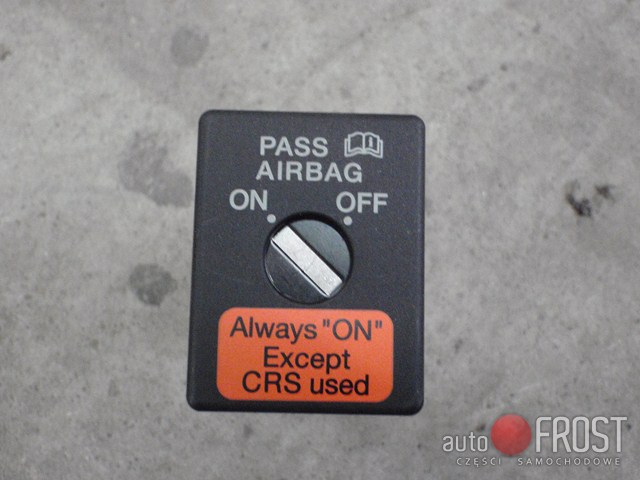 PASS
AIRBAG
ON OFF
Always "ON"
Except
CRS used
auto FROST
CZĘŚCI SAMOCHODOWE